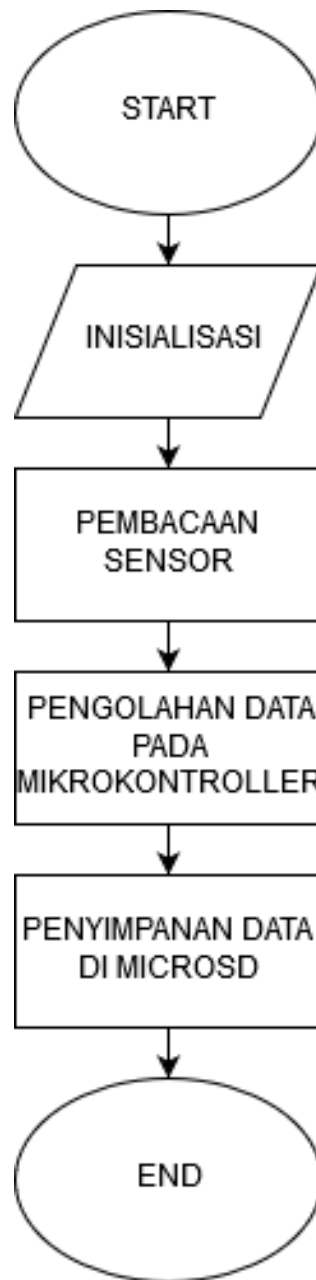 START
INISIALISASI
PEMBACAAN
SENSOR
PENGOLAHAN DATA
PADA
MIKROKONTROLLER
PENYIMPANAN DATA
DI MICROSD
END